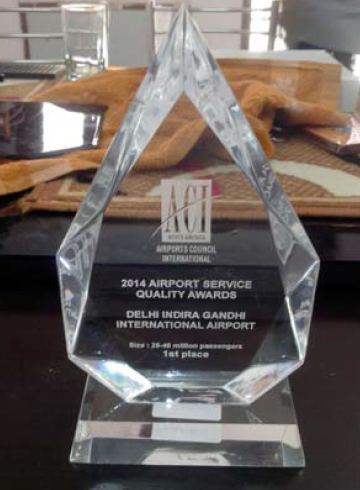 ACI
AIRPORTS COUNCIL
INTERNATIONAL
2014 AIRPORT SERVICE
QUALITY AWARDS
DELHI INDIRA GANDHI
INTERNATIONAL AIRPORT
Size : 25-40 million passengers
1st place